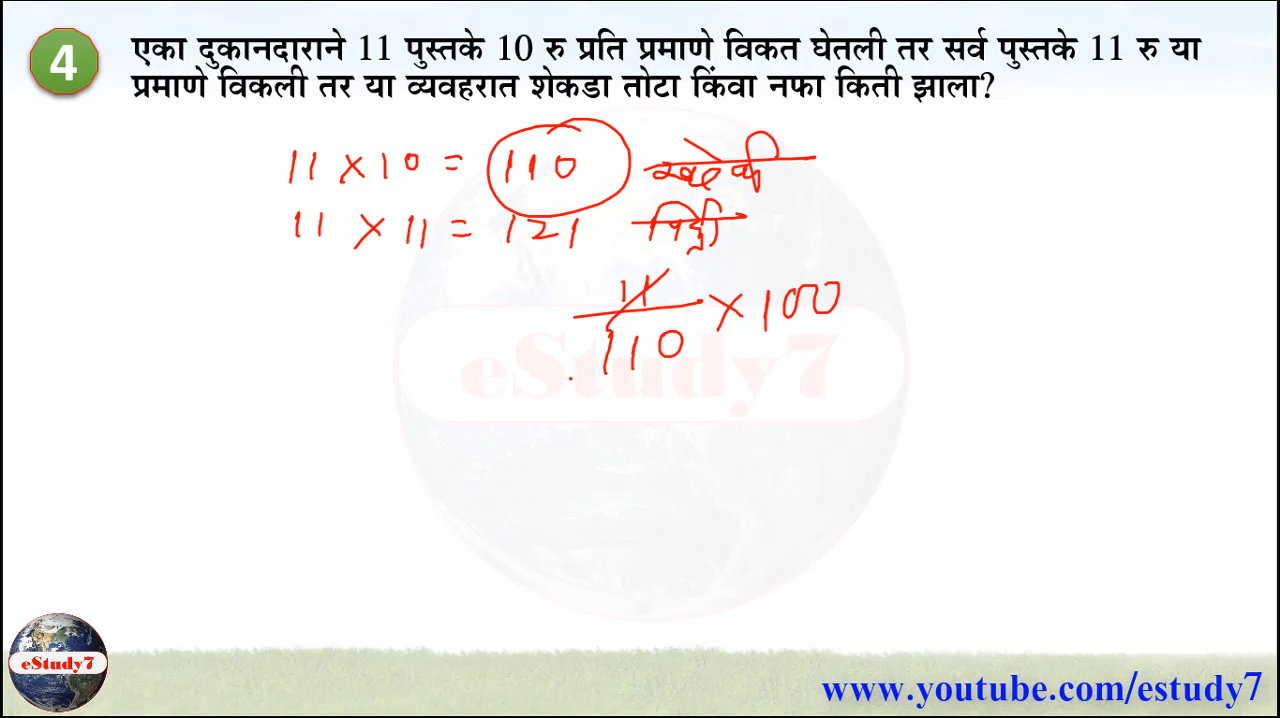 4
एका दुकानदाराने 11 पुस्तके 10 रु प्रति प्रमाणे विकत घेतली तर सर्व पुस्तके 11 रु या
प्रमाणे विकली तर या व्यवहरात शेकडा तोटा किंवा नफा किती झाला?
11 × 10 = 110
11 × 11 = 121
11
110
× 100
eStudy7
eStudy7
www.youtube.com/estudy7